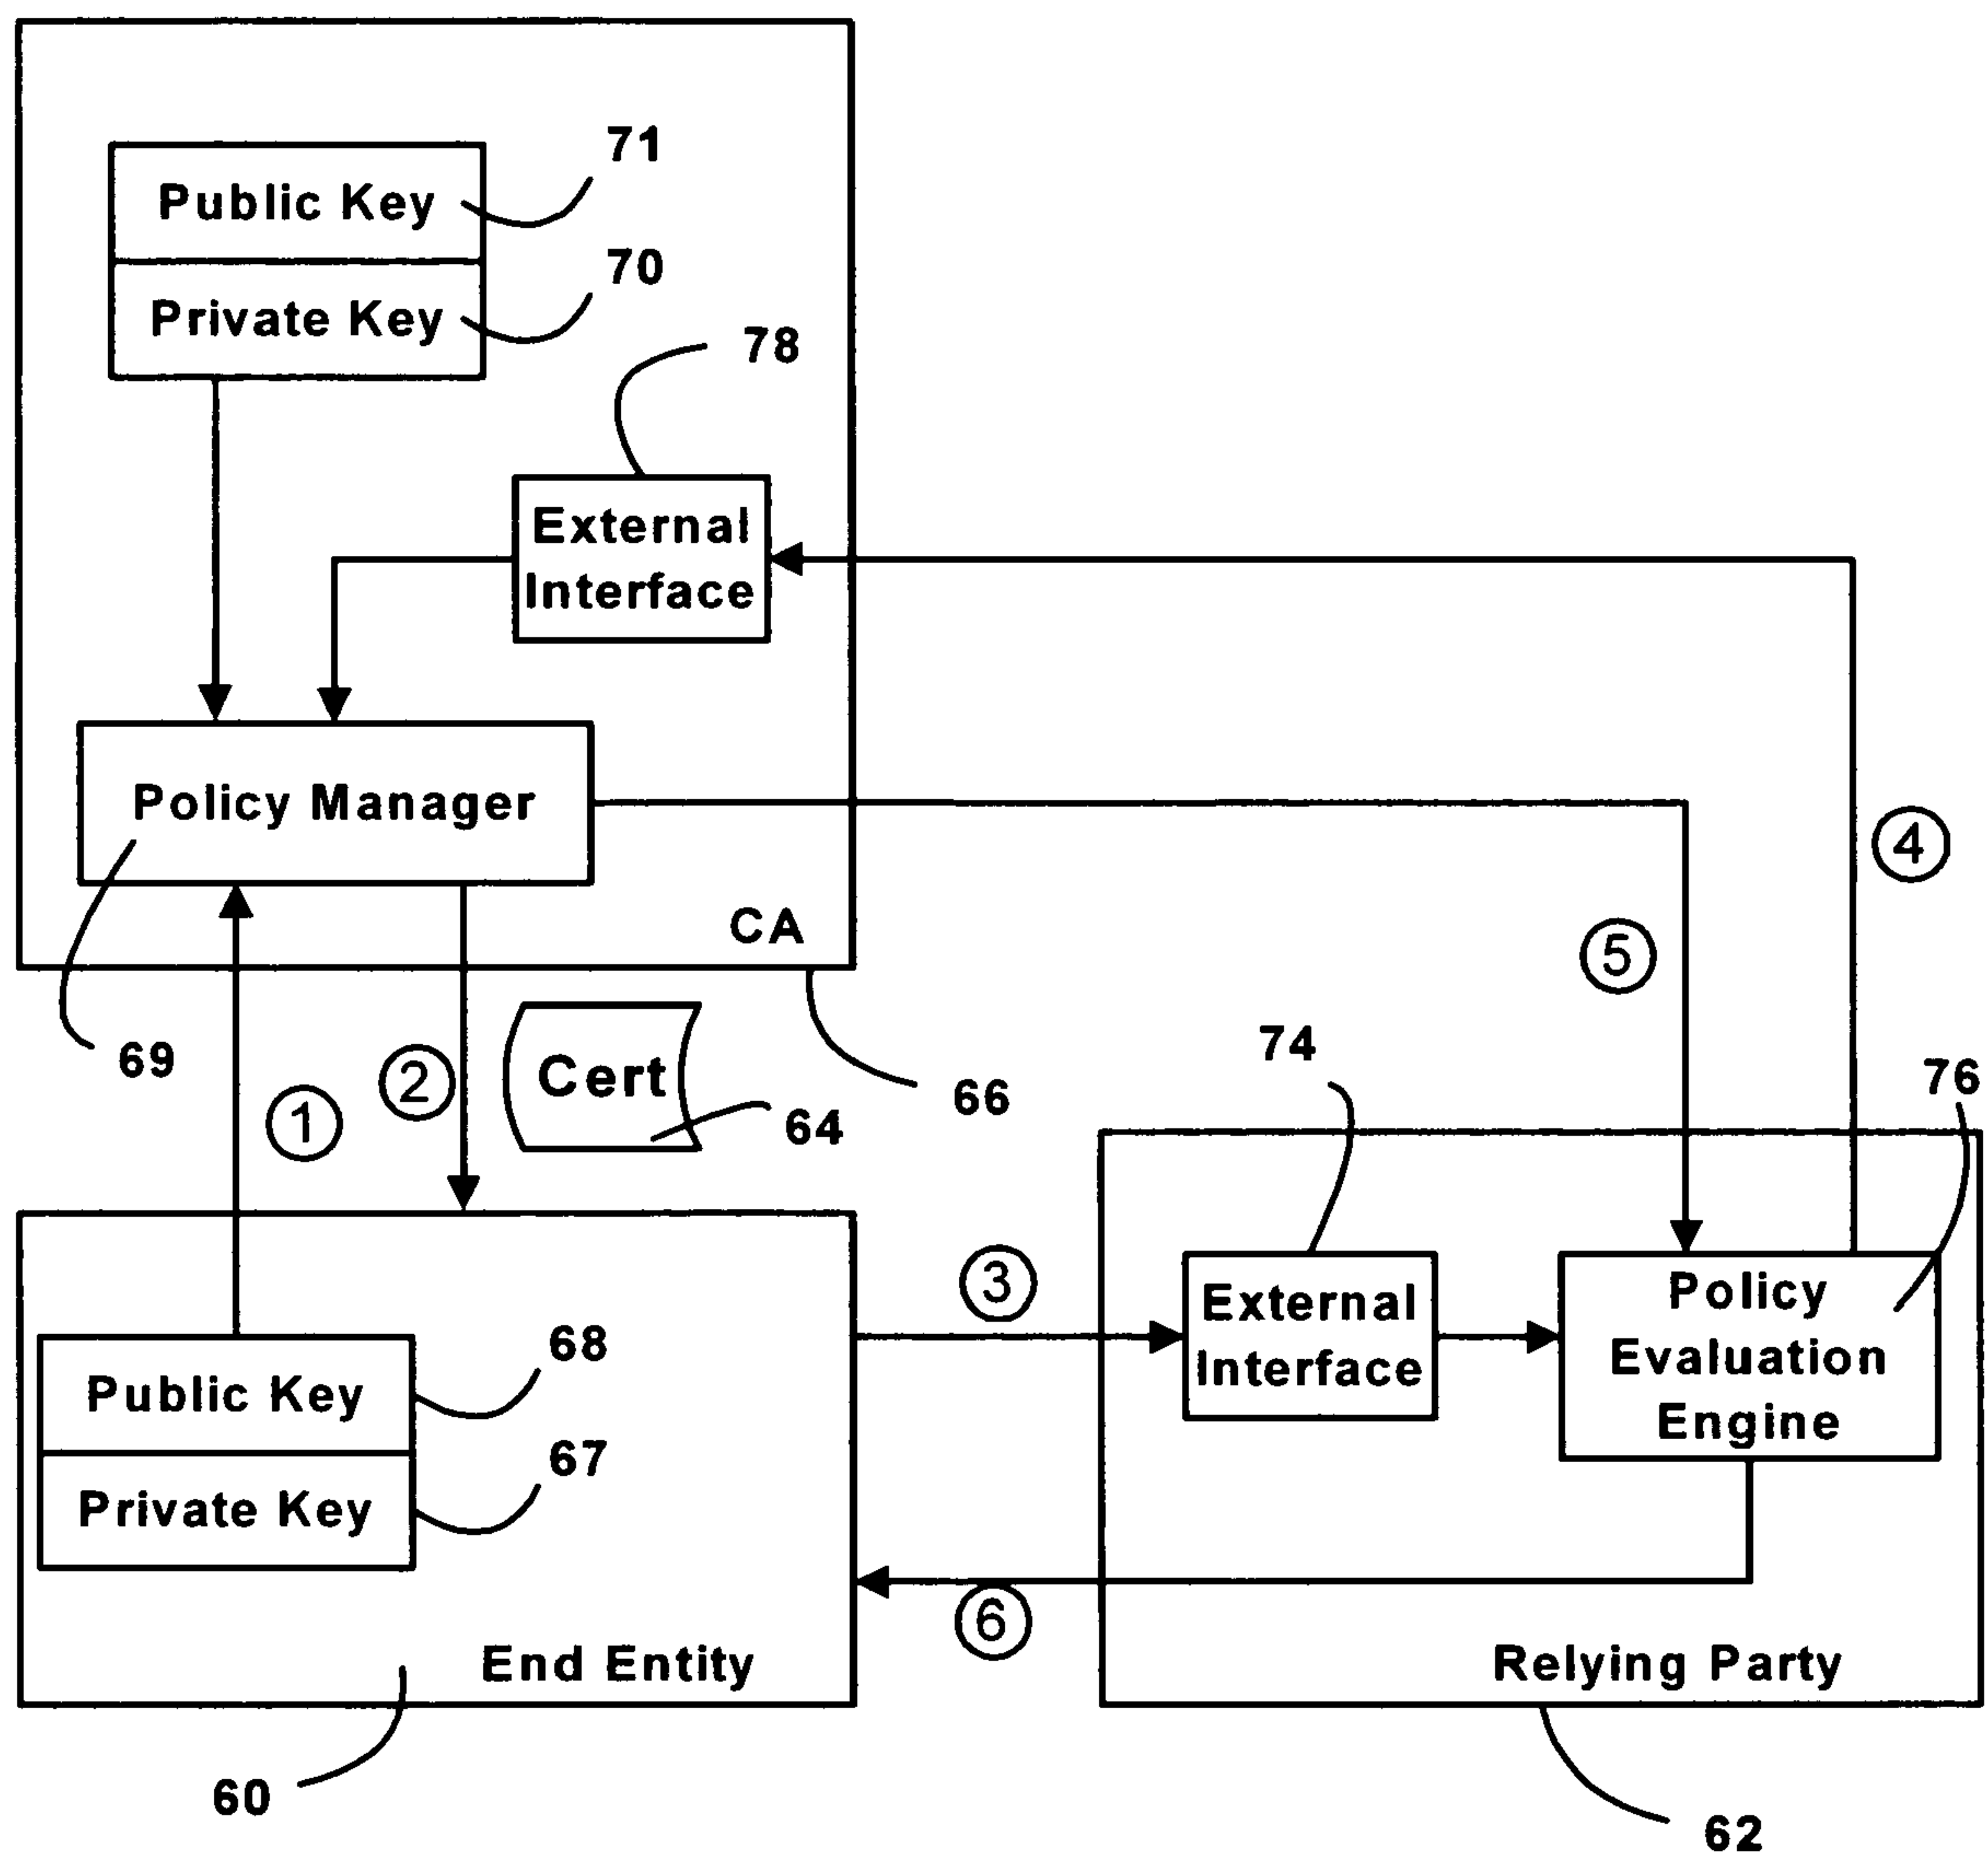 71
Public Key
70
Private Key
78
External
Interface
Policy Manager
4
CA
5
69
2
Cert
64
66
1
74
76
3
External
Interface
Policy
Evaluation
Engine
68
Public Key
67
Private Key
6
End Entity
Relying Party
60
62